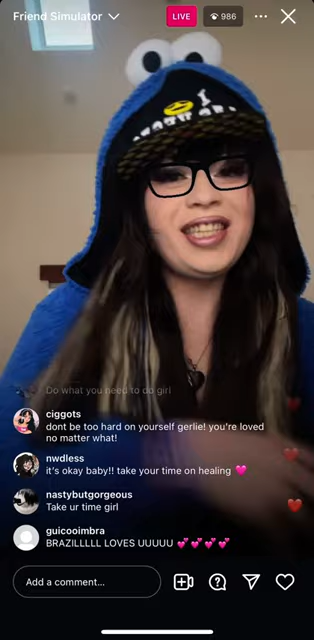 Friend Simulator
LIVE
986
I
Do what you need to do girl
ciggots
dont be too hard on yourself gerlie! you're loved
no matter what!
nwdless
it's okay baby!! take your time on healing 💗
nastybutgorgeous
Take ur time girl
guicooimbra
BRAZILLLLL LOVES UUUUU 💕💕💕💕
Add a comment...